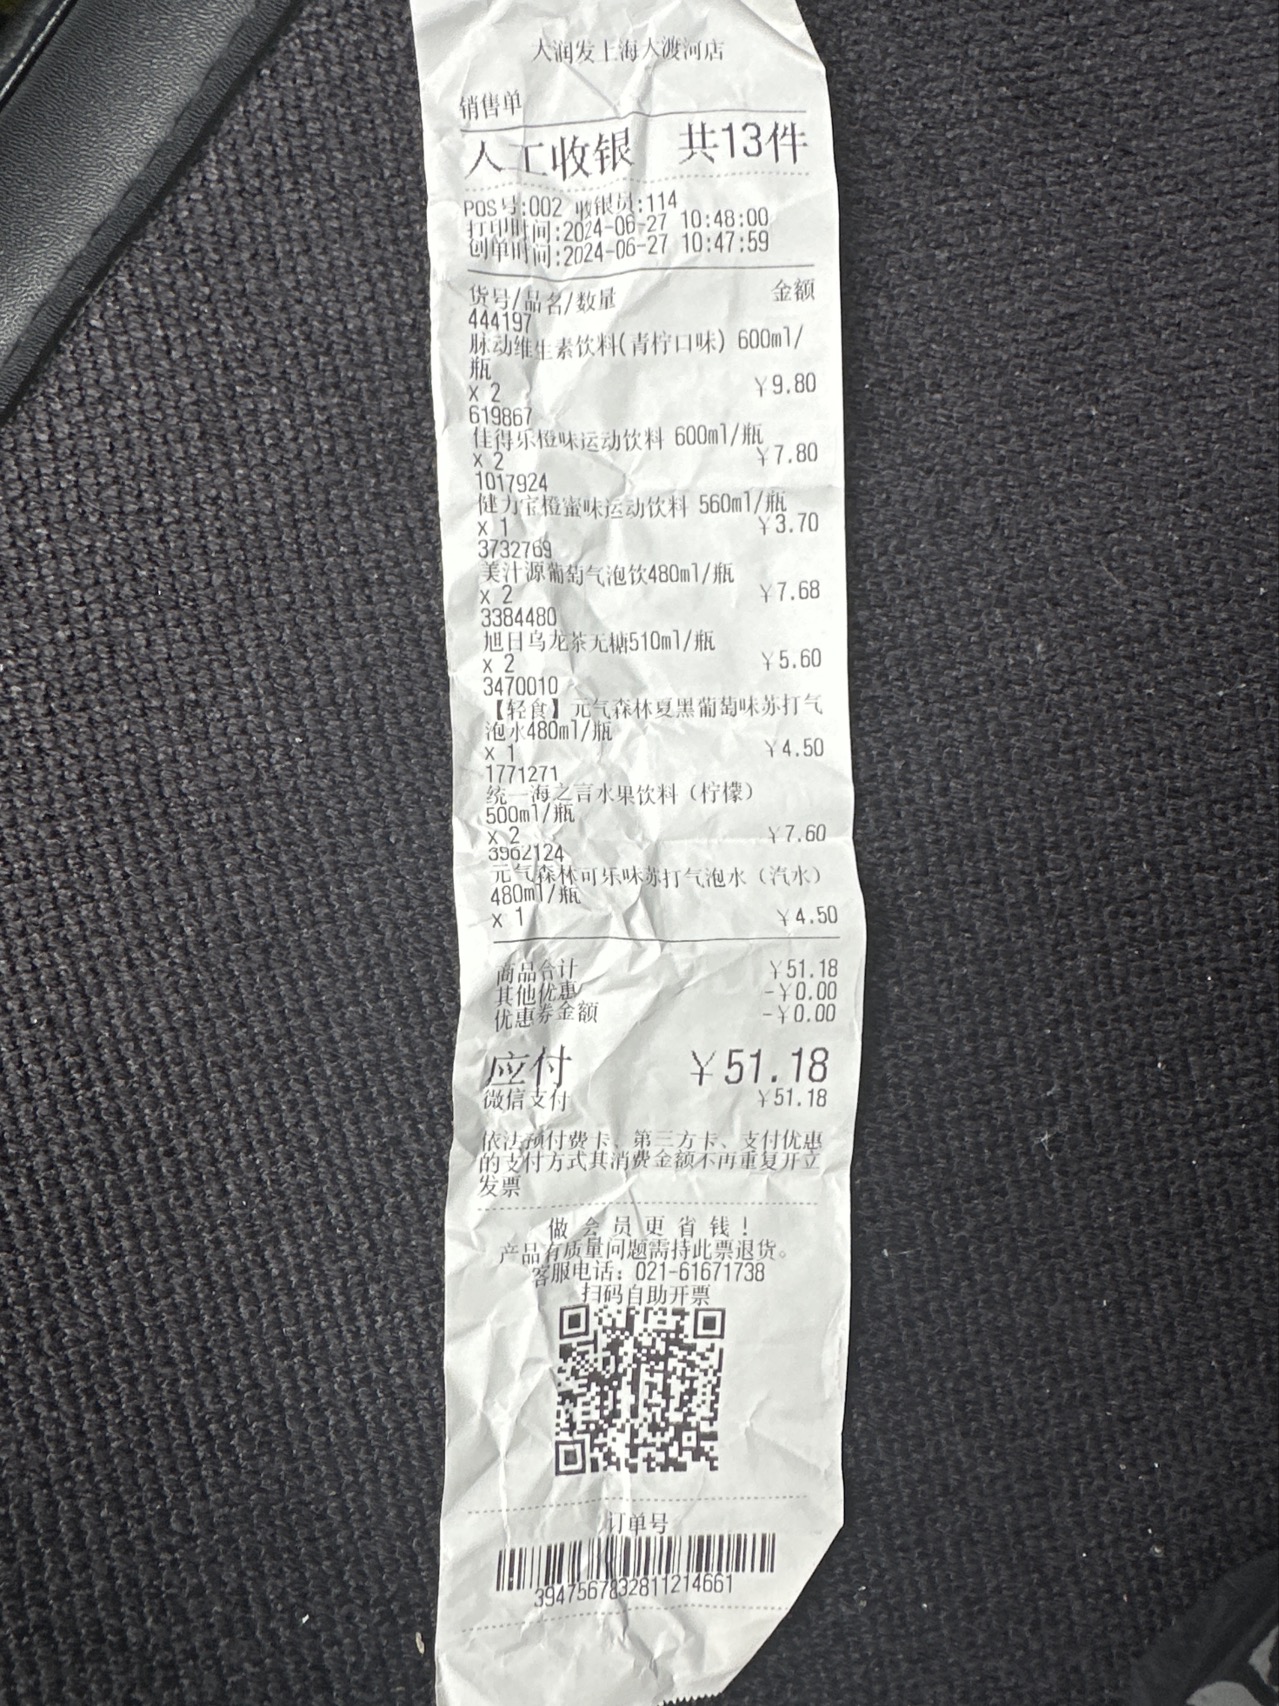 大润发上海大渡河店
销售单
人工收银 共13件
POS号:002 收银员:114
打印时间:2024-06-27 10:48:00
创单时间:2024-06-27 10:47:59
货号/品名/数量 金额
444197
脉动维生素饮料(青柠口味) 600ml/
瓶
x 2 ￥9.80
619867
佳得乐橙味运动饮料 600ml/瓶
x 2 ￥7.80
1017924
健力宝橙蜜味运动饮料 560ml/瓶
x 1 ￥3.70
3732769
美汁源葡萄气泡饮480ml/瓶
x 2 ￥7.68
3384480
旭日乌龙茶无糖510ml/瓶
x 2 ￥5.60
3470010
【轻食】元气森林夏黑葡萄味苏打气
泡水480ml/瓶
x 1 ￥4.50
1771271
统一海之言水果饮料（柠檬）
500ml/瓶
x 2 ￥7.60
3962124
元气森林可乐味苏打气泡水（汽水）
480ml/瓶
x 1 ￥4.50
商品合计 ￥51.18
其他优惠 -￥0.00
优惠券金额 -￥0.00
应付 ￥51.18
微信支付 ￥51.18
依法预付费卡、第三方卡、支付优惠
的支付方式其消费金额不再重复开立
发票
做会员更省钱！
产品有质量问题需持此票退货。
客服电话：021-61671738
扫码自助开票
订单号
3947567832811214661